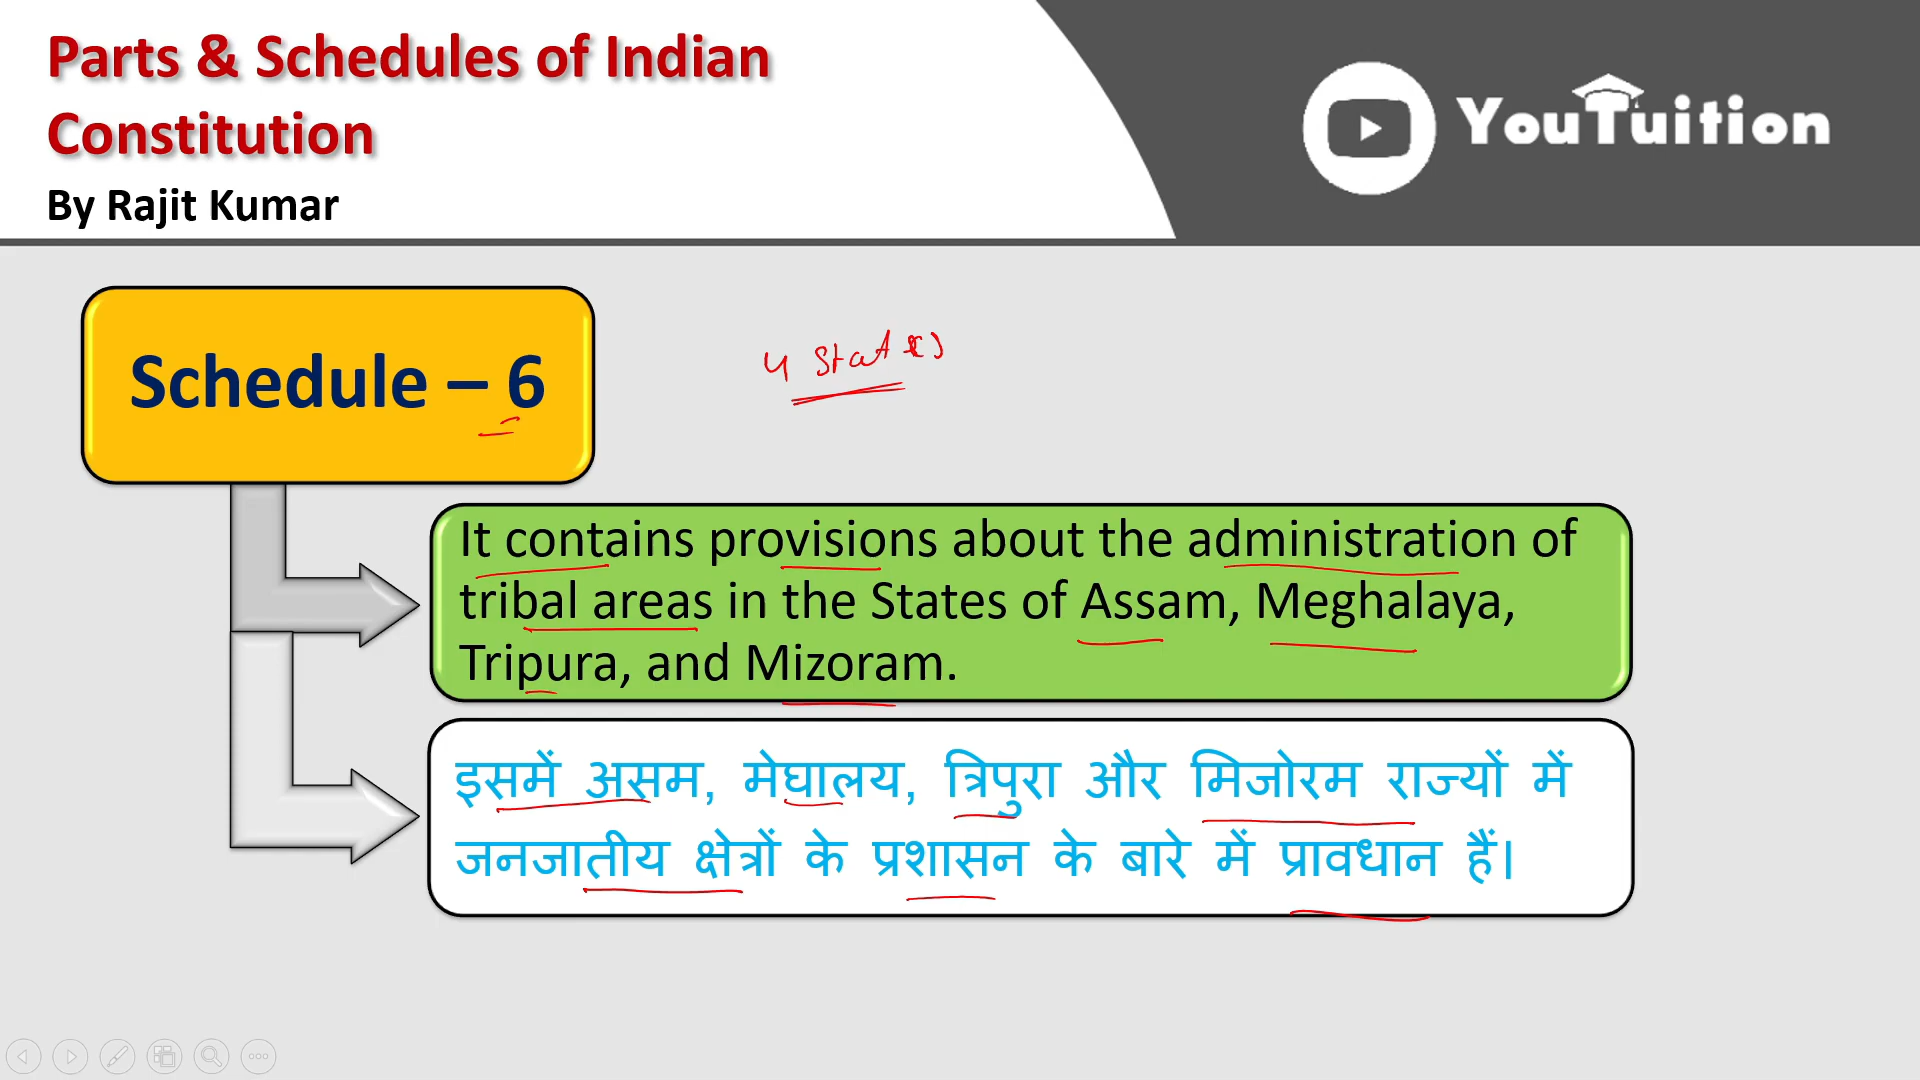 Parts & Schedules of Indian
Constitution
By Rajit Kumar
YouTuition
Schedule – 6
4 States
It contains provisions about the administration of
tribal areas in the States of Assam, Meghalaya,
Tripura, and Mizoram.
इसमें असम, मेघालय, त्रिपुरा और मिजोरम राज्यों में
जनजातीय क्षेत्रों के प्रशासन के बारे में प्रावधान हैं।